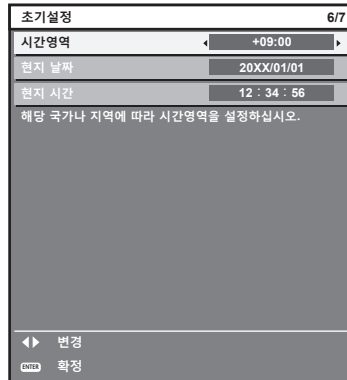 초기설정 6/7
시간영역 +09:00
현지 날짜 20XX/01/01
현지 시간 12 : 34 : 56
해당 국가나 지역에 따라 시간영역을 설정하십시오.
변경
ENTER 확정